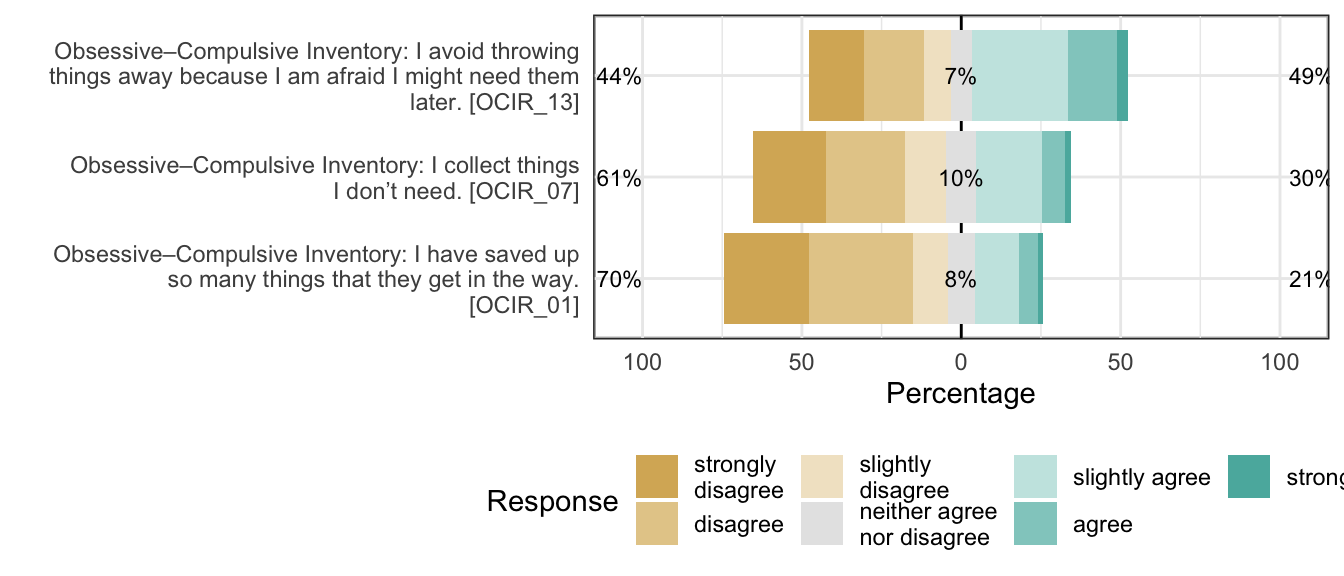 Obsessive–Compulsive Inventory: I avoid throwing
things away because I am afraid I might need them
later. [OCIR_13]
44%
7%
49%
Obsessive–Compulsive Inventory: I collect things
I don’t need. [OCIR_07]
61%
10%
30%
Obsessive–Compulsive Inventory: I have saved up
so many things that they get in the way.
[OCIR_01]
70%
8%
21%
100
50
0
50
100
Percentage
Response
strongly
disagree
disagree
slightly
disagree
neither agree
nor disagree
slightly agree
agree